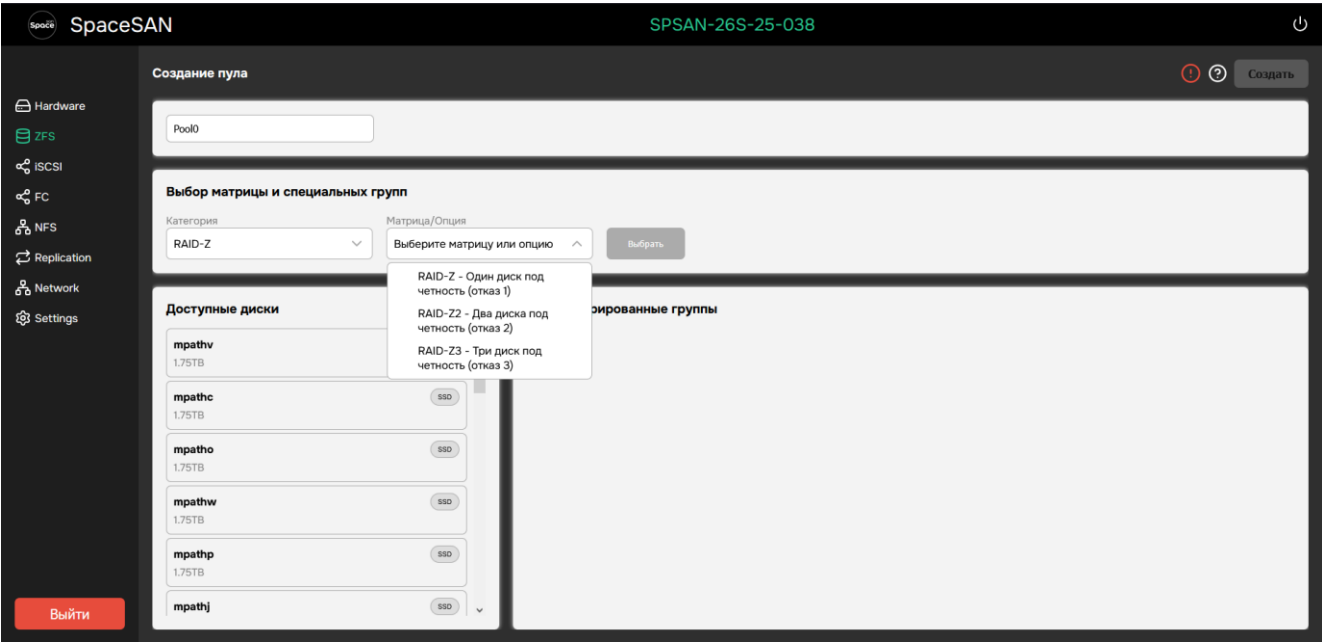 Space
SpaceSAN
SPSAN-26S-25-038
Создание пула
Создать
Hardware
ZFS
iSCSI
FC
NFS
Replication
Network
Settings
Выйти
Pool0
Выбор матрицы и специальных групп
Категория
Матрица/Опция
RAID-Z
Выберите матрицу или опцию
Выбрать
RAID-Z - Один диск под
четность (отказ 1)
RAID-Z2 - Два диска под
четность (отказ 2)
RAID-Z3 - Три диск под
четность (отказ 3)
Доступные диски
рированные группы
mpathv
1.75TB
mpathc
SSD
1.75TB
mpatho
SSD
1.75TB
mpathw
SSD
1.75TB
mpathp
SSD
1.75TB
mpathj
SSD